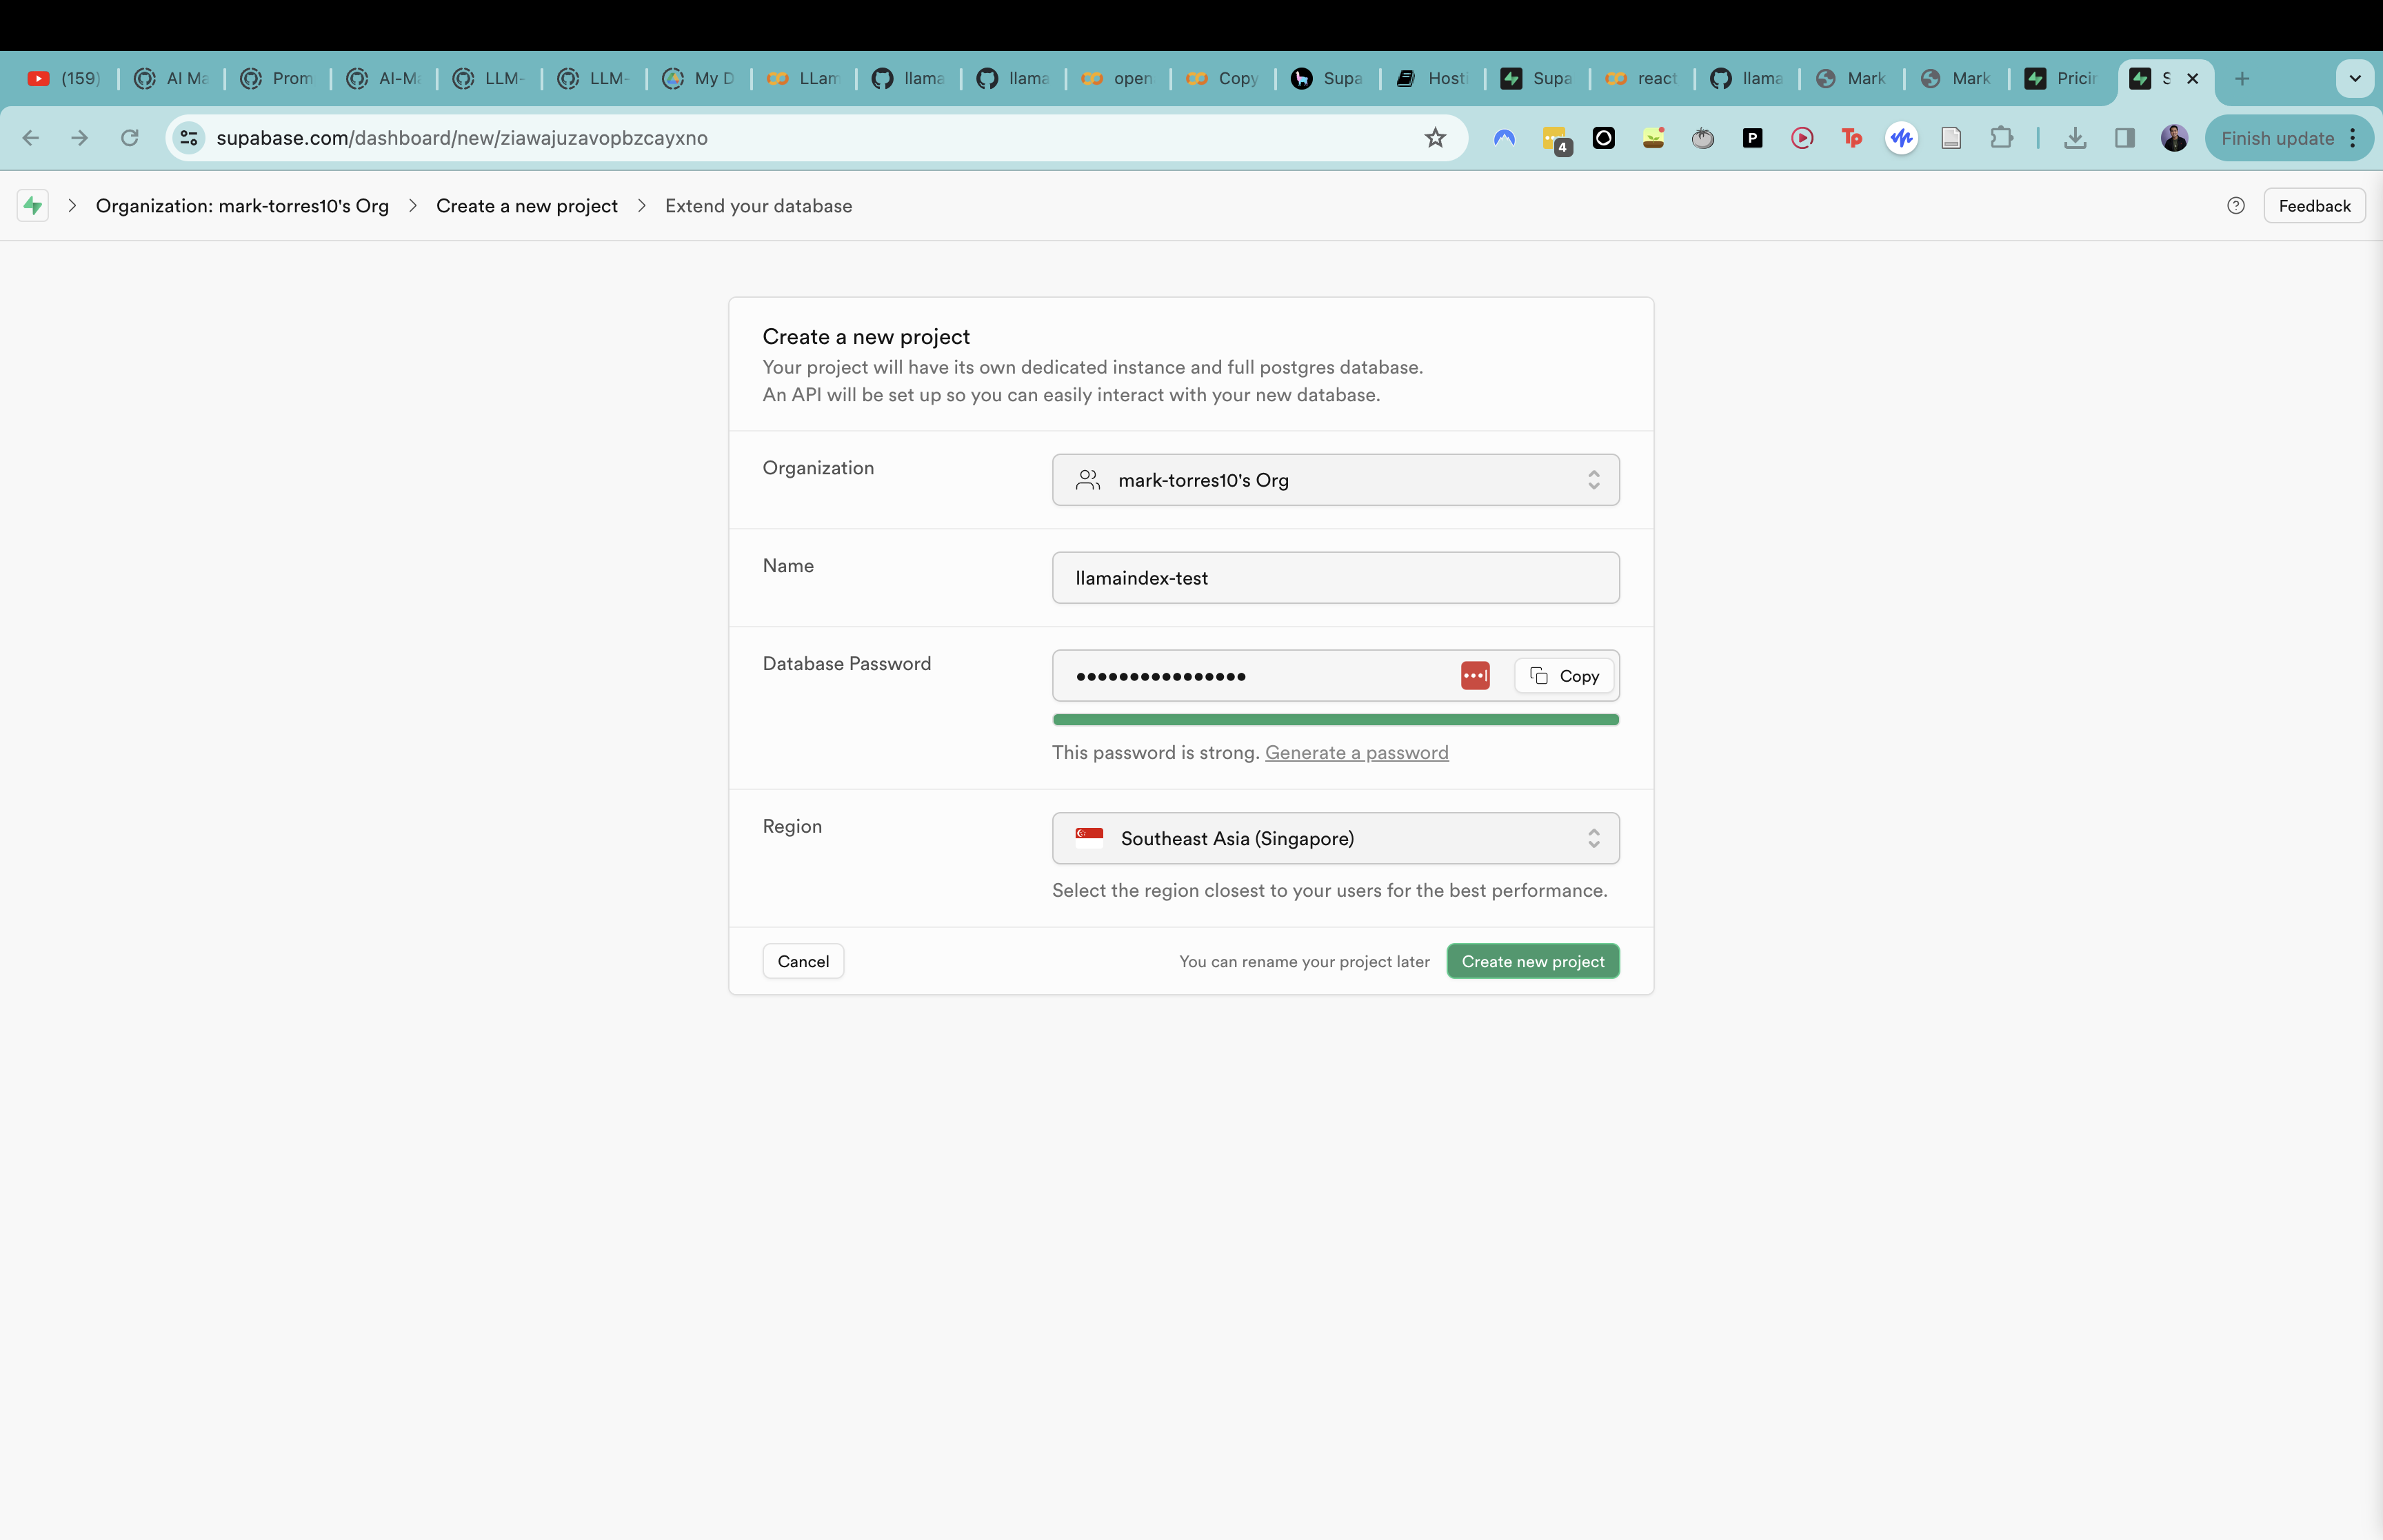 (159)
AI Ma
Prom
AI-Ma
LLM-
LLM-
My D
LLam
llama
llama
open
Copy
Supa
Hosti
Supa
react
llama
Mark
Mark
Pricin
S
supabase.com/dashboard/new/ziawajuzavopbzcayxno
4
P
Tp
Finish update
Organization: mark-torres10's Org
Create a new project
Extend your database
Feedback
Create a new project
Your project will have its own dedicated instance and full postgres database.
An API will be set up so you can easily interact with your new database.
Organization
mark-torres10's Org
Name
llamaindex-test
Database Password
••••••••••••••••
Copy
This password is strong. Generate a password
Region
Southeast Asia (Singapore)
Select the region closest to your users for the best performance.
Cancel
You can rename your project later
Create new project